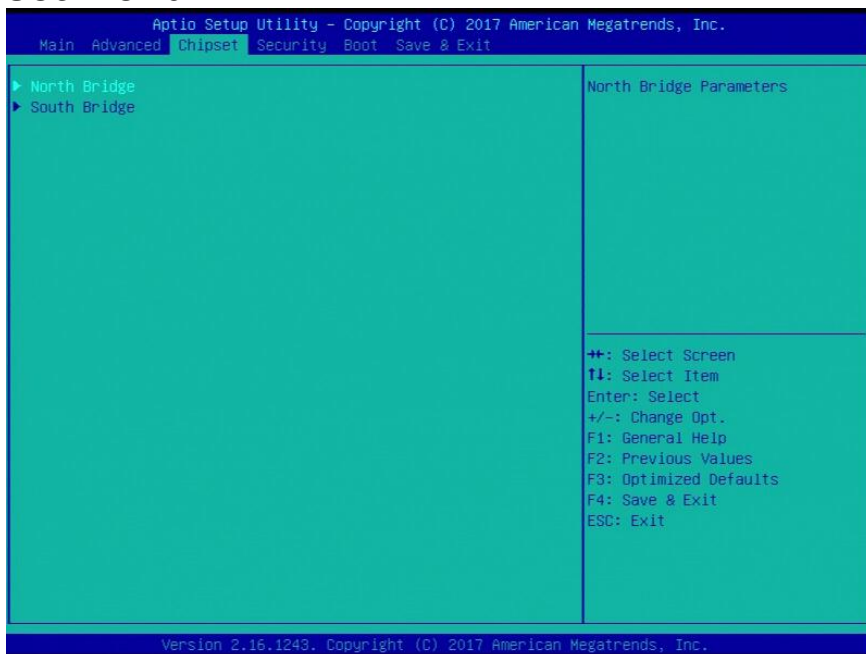 Aptio Setup Utility – Copyright (C) 2017 American Megatrends, Inc.
Main Advanced Chipset Security Boot Save & Exit
▶ North Bridge
▶ South Bridge
North Bridge Parameters
→←: Select Screen
↑↓: Select Item
Enter: Select
+/-: Change Opt.
F1: General Help
F2: Previous Values
F3: Optimized Defaults
F4: Save & Exit
ESC: Exit
Version 2.16.1243. Copyright (C) 2017 American Megatrends, Inc.